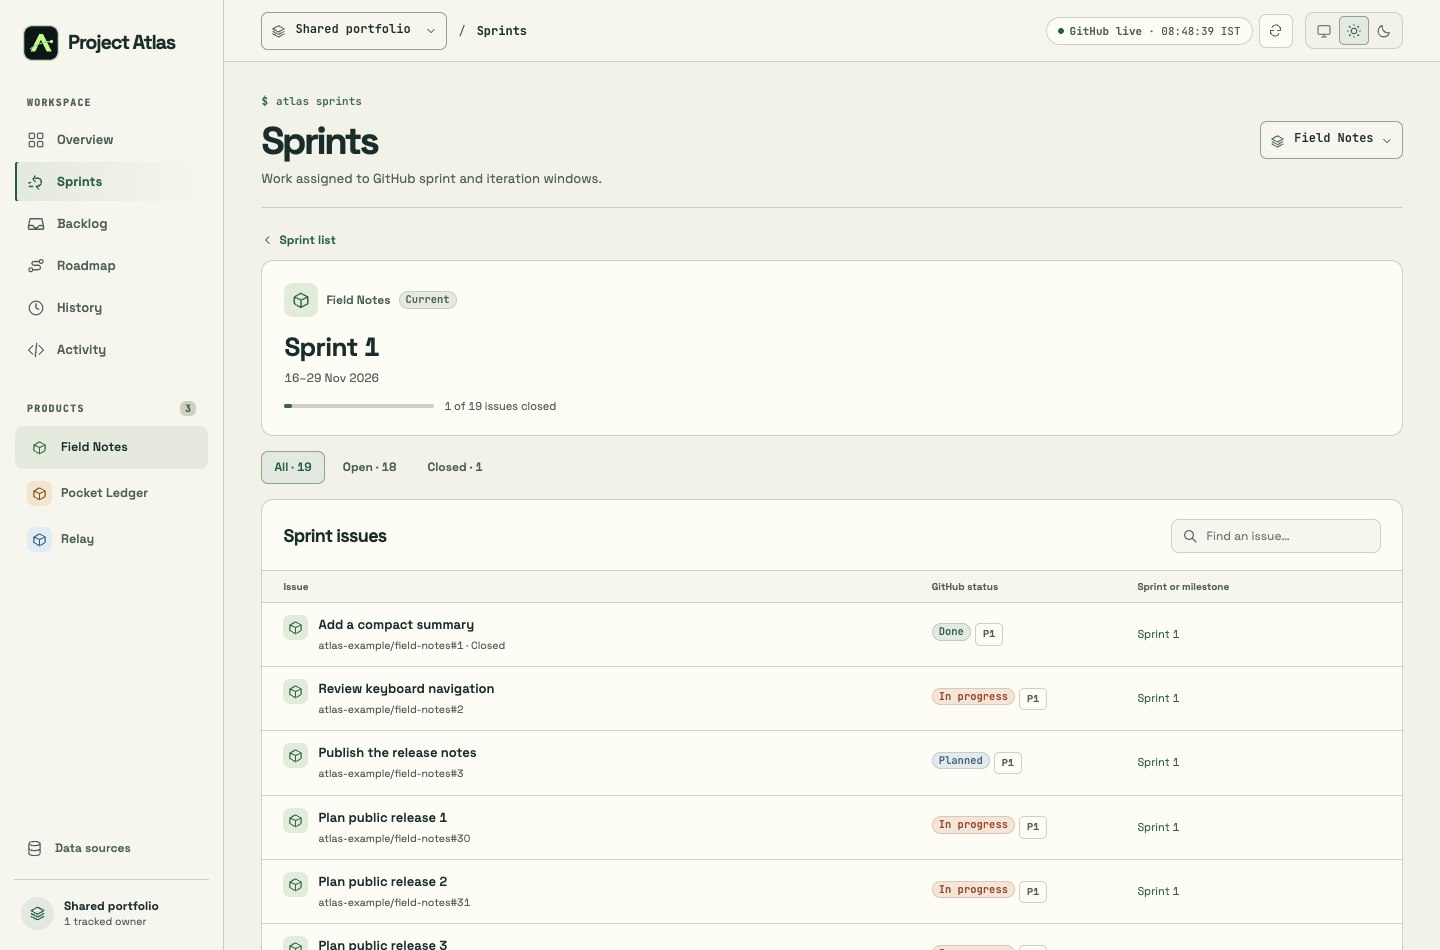 Project Atlas
Shared portfolio / Sprints
GitHub live · 08:48:39 IST
WORKSPACE
Overview
Sprints
Backlog
Roadmap
History
Activity
PRODUCTS 3
Field Notes
Pocket Ledger
Relay
Data sources
Shared portfolio
1 tracked owner
$ atlas sprints
Sprints
Work assigned to GitHub sprint and iteration windows.
Field Notes
Sprint list
Field Notes Current
Sprint 1
16–29 Nov 2026
1 of 19 issues closed
All · 19 Open · 18 Closed · 1
Sprint issues
Find an issue…
Issue GitHub status Sprint or milestone
Add a compact summary
atlas-example/field-notes#1 · Closed
Done P1 Sprint 1
Review keyboard navigation
atlas-example/field-notes#2
In progress P1 Sprint 1
Publish the release notes
atlas-example/field-notes#3
Planned P1 Sprint 1
Plan public release 1
atlas-example/field-notes#30
In progress P1 Sprint 1
Plan public release 2
atlas-example/field-notes#31
In progress P1 Sprint 1
Plan public release 3